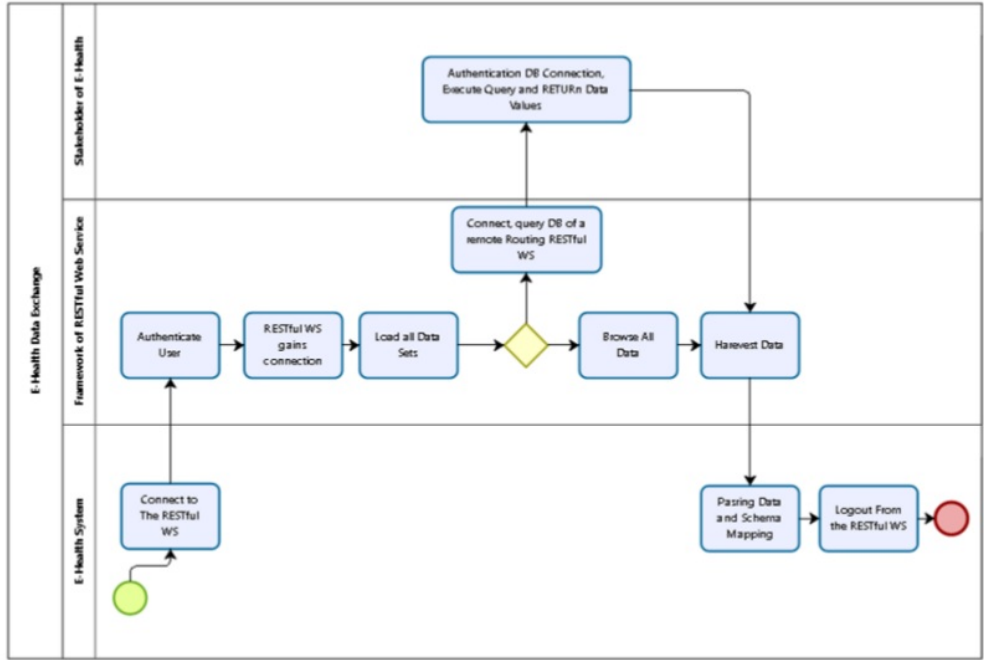 E-Health Data Exchange
Stakeholder of E-Health
Authentication DB Connection,
Execute Query and RETURn Data
Values
Framework of RESTful Web Service
Connect, query DB of a
remote Routing RESTful
WS
Authenticate
User
RESTful WS
gains
connection
Load all Data
Sets
Browse All
Data
Harevest Data
E-Health System
Connect to
The RESTful
WS
Pasring Data
and Schema
Mapping
Logout From
the RESTful WS